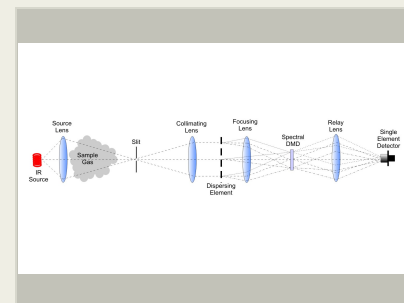 Source
Lens
Sample
Gas
IR
Source
Slit
Collimating
Lens
Dispersing
Element
Focusing
Lens
Spectral
DMD
Relay
Lens
Single
Element
Detector